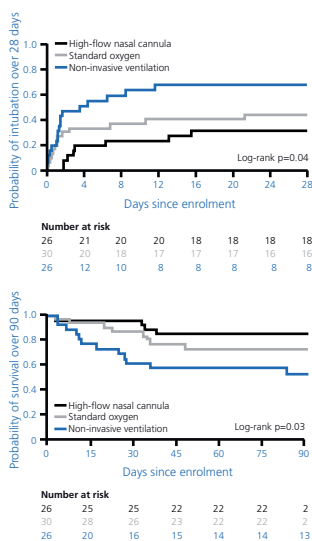 Probability of intubation over 28 days
1.0
0.8
0.6
0.4
0.2
0
High-flow nasal cannula
Standard oxygen
Non-invasive ventilation
Log-rank p=0.04
0 4 8 12 16 20 24 28
Days since enrolment
Number at risk
26 21 20 20 18 18 18 18
30 20 18 17 17 17 16 16
26 12 10 8 8 8 8 8
Probability of survival over 90 days
1.0
0.8
0.6
0.4
0.2
0
High-flow nasal cannula
Standard oxygen
Non-invasive ventilation
Log-rank p=0.03
0 15 30 45 60 75 90
Days since enrolment
Number at risk
26 25 25 22 22 22 2
30 28 26 23 22 22 2
26 20 16 15 14 14 13